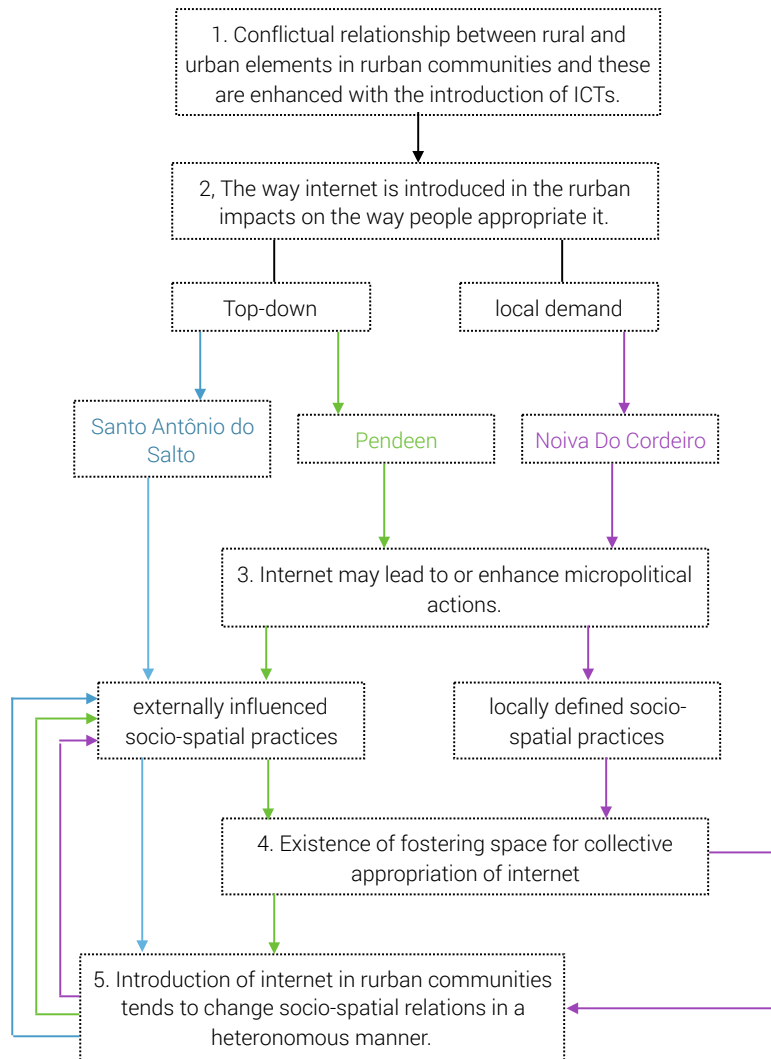 1. Conflictual relationship between rural and
urban elements in rurban communities and these
are enhanced with the introduction of ICTs.
2, The way internet is introduced in the rurban
impacts on the way people appropriate it.
Top-down
local demand
Santo Antônio do
Salto
Pendeen
Noiva Do Cordeiro
3. Internet may lead to or enhance micropolitical
actions.
externally influenced
socio-spatial practices
locally defined socio-
spatial practices
4. Existence of fostering space for collective
appropriation of internet
5. Introduction of internet in rurban communities
tends to change socio-spatial relations in a
heteronomous manner.